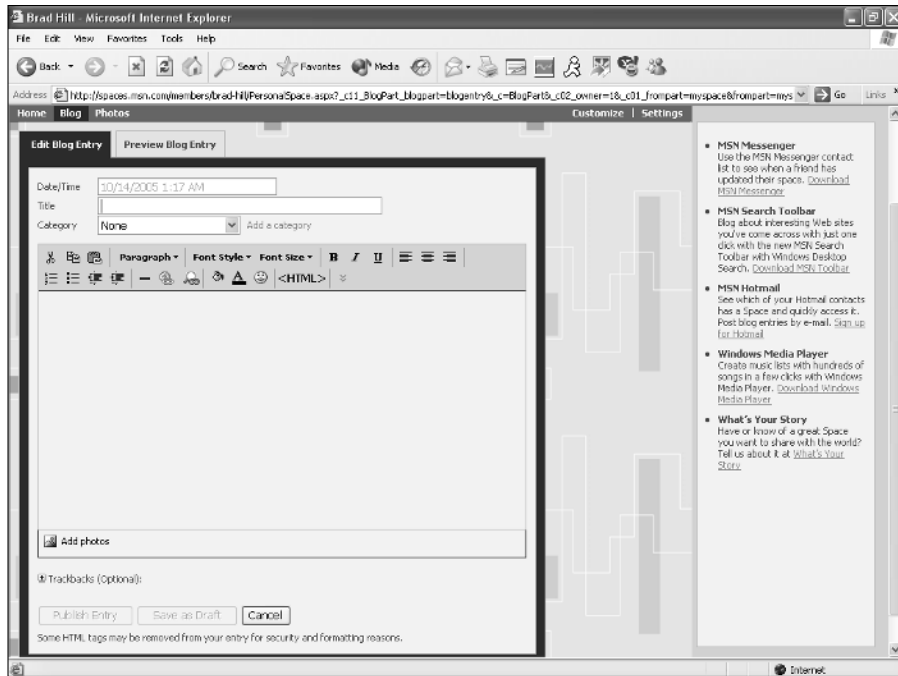 Brad Hill - Microsoft Internet Explorer
File Edit View Favorites Tools Help
Back Search Favorites Media
Address http://spaces.msn.com/members/brad-hill/PersonalSpace.aspx?_c11_BlogPart_blogpart=blogentry&_c=BlogPart&_c02_owner=1&_c01_frompart=myspace&frompart=mys Go Links
Home Blog Photos Customize | Settings
Edit Blog Entry Preview Blog Entry
Date/Time 10/14/2005 1:17 AM
Title
Category None Add a category
Paragraph Font Style Font Size B I U
A <HTML>
Add photos
Trackbacks (Optional):
Publish Entry Save as Draft Cancel
Some HTML tags may be removed from your entry for security and formatting reasons.
• MSN Messenger
Use the MSN Messenger contact
list to see when a friend has
updated their space. Download
MSN Messenger
• MSN Search Toolbar
Blog about interesting Web sites
you've come across with just one
click with the new MSN Search
Toolbar with Windows Desktop
Search. Download MSN Toolbar
• MSN Hotmail
See which of your Hotmail contacts
has a Space and quickly access it.
Post blog entries by e-mail. Sign up
for Hotmail
• Windows Media Player
Create music lists with hundreds of
songs in a few clicks with Windows
Media Player. Download Windows
Media Player
• What's Your Story
Have or know of a great Space
you want to share with the world?
Tell us about it at What's Your
Story
Internet